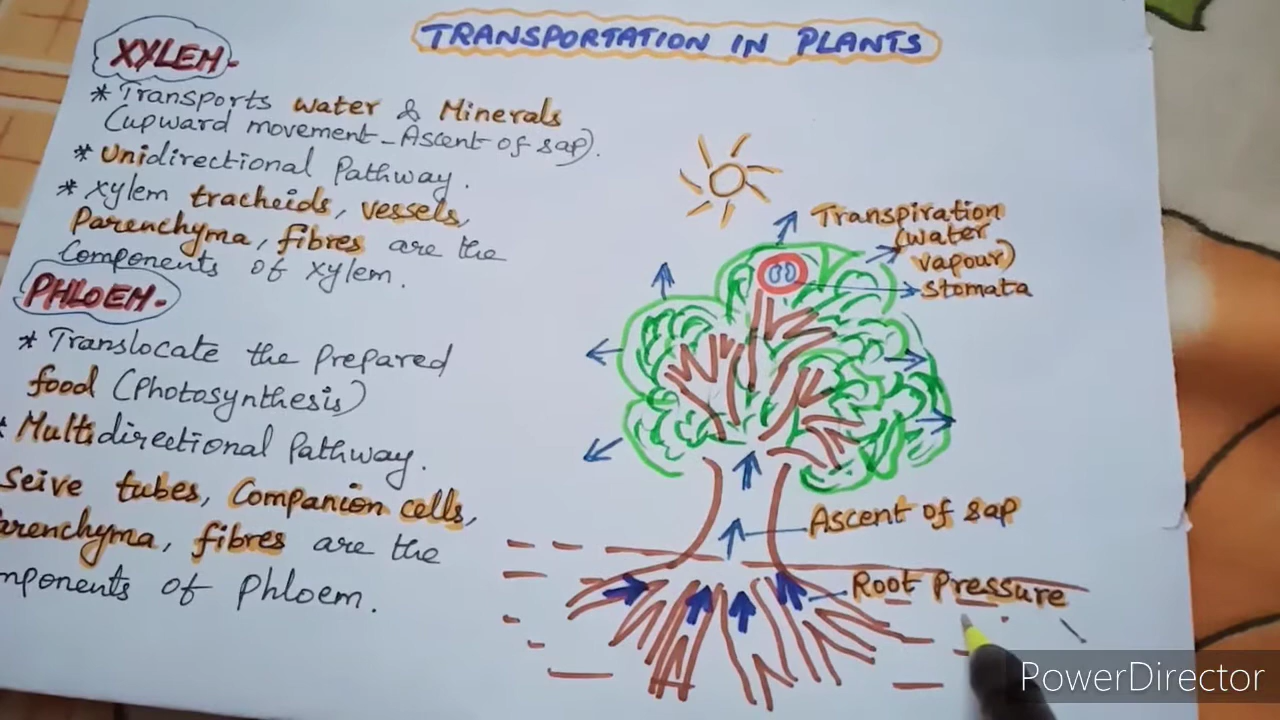 TRANSPORTATION IN PLANTS
XYLEM-
* Transports water & Minerals
(upward movement - Ascent of sap).
* Unidirectional Pathway.
* Xylem tracheids, vessels,
Parenchyma, fibres are the
Components of xylem.
PHLOEM-
* Translocate the prepared
food (Photosynthesis)
* Multidirectional Pathway.
Seive tubes, Companion cells,
arenchyma, fibres are the
mponents of Phloem.
Transpiration
(water
vapour)
Stomata
Ascent of sap
Root Pressure
PowerDirector